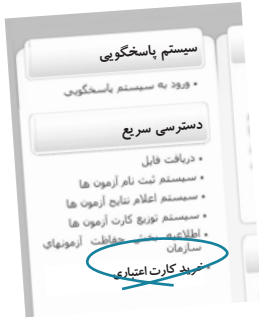 سیستم پاسخگویی
• ورود به سیستم پاسخگویی
دسترسی سریع
• دریافت فایل
• سیستم ثبت نام آزمون ها
• سیستم اعلام نتایج آزمون ها
• سیستم توزیع کارت آزمون ها
• اطلاعیه بخش حفاظت آزمونهای
سازمان
• خرید کارت اعتباری